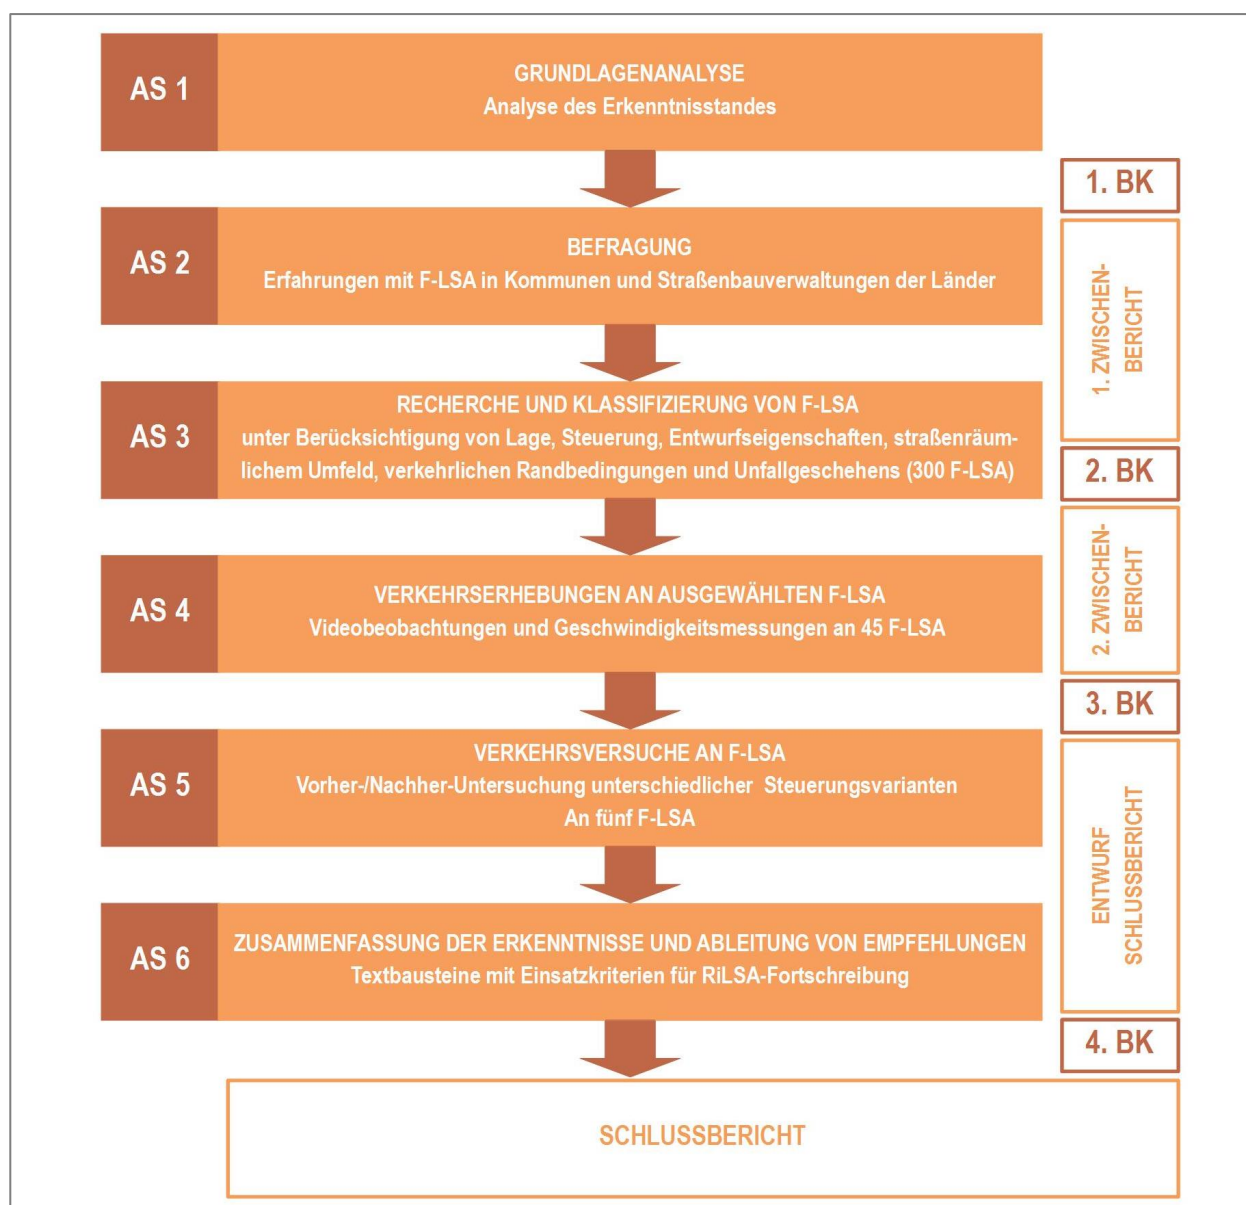 AS 1
GRUNDLAGENANALYSE
Analyse des Erkenntnisstandes
1. BK
AS 2
BEFRAGUNG
Erfahrungen mit F-LSA in Kommunen und Straßenbauverwaltungen der Länder
1. ZWISCHEN-
BERICHT
AS 3
RECHERCHE UND KLASSIFIZIERUNG VON F-LSA
unter Berücksichtigung von Lage, Steuerung, Entwurfseigenschaften, straßenräum-
lichem Umfeld, verkehrlichen Randbedingungen und Unfallgeschehens (300 F-LSA)
2. BK
AS 4
VERKEHRSERHEBUNGEN AN AUSGEWÄHLTEN F-LSA
Videobeobachtungen und Geschwindigkeitsmessungen an 45 F-LSA
2. ZWISCHEN-
BERICHT
3. BK
AS 5
VERKEHRSVERSUCHE AN F-LSA
Vorher-/Nachher-Untersuchung unterschiedlicher Steuerungsvarianten
An fünf F-LSA
ENTWURF
SCHLUSSBERICHT
AS 6
ZUSAMMENFASSUNG DER ERKENNTNISSE UND ABLEITUNG VON EMPFEHLUNGEN
Textbausteine mit Einsatzkriterien für RiLSA-Fortschreibung
4. BK
SCHLUSSBERICHT